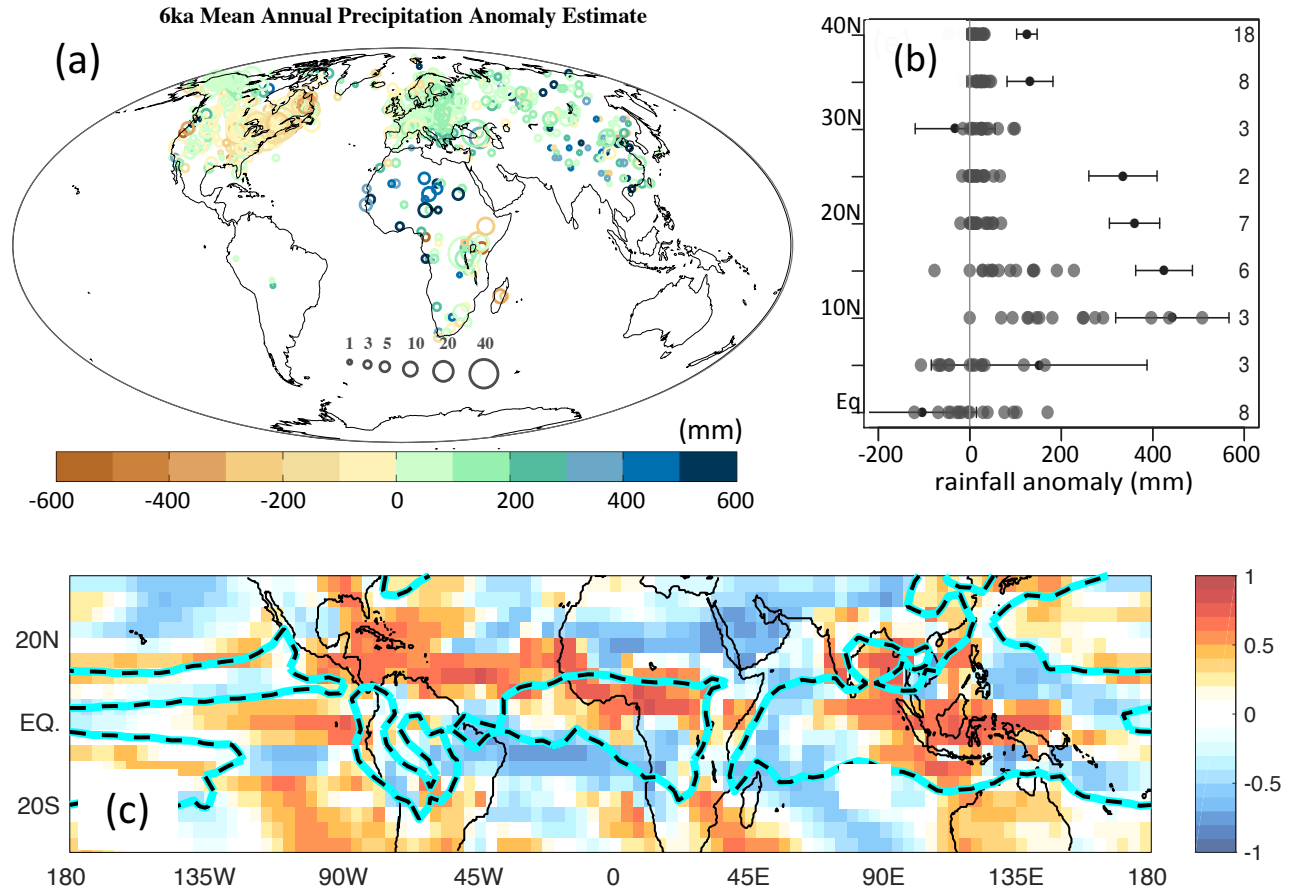 6ka Mean Annual Precipitation Anomaly Estimate
(a)
1 3 5 10 20 40
(mm)
-600 -400 -200 0 200 400 600
(b)
40N 18
8
30N 3
2
20N 7
6
10N 3
3
Eq 8
-200 0 200 400 600
rainfall anomaly (mm)
20N
EQ.
20S
(c)
180 135W 90W 45W 0 45E 90E 135E 180
1
0.5
0
-0.5
-1